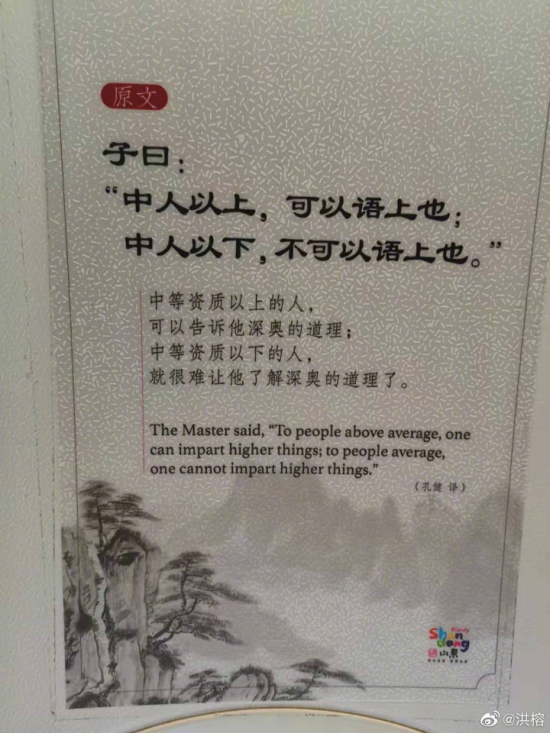 原文
子曰：
“中人以上，可以语上也；
中人以下，不可以语上也。”
中等资质以上的人，
可以告诉他深奥的道理；
中等资质以下的人，
就很难让他了解深奥的道理了。
The Master said, “To people above average, one
can impart higher things; to people average,
one cannot impart higher things.”
（孔健 译）
Friendly
Shandong
山東
@洪榕